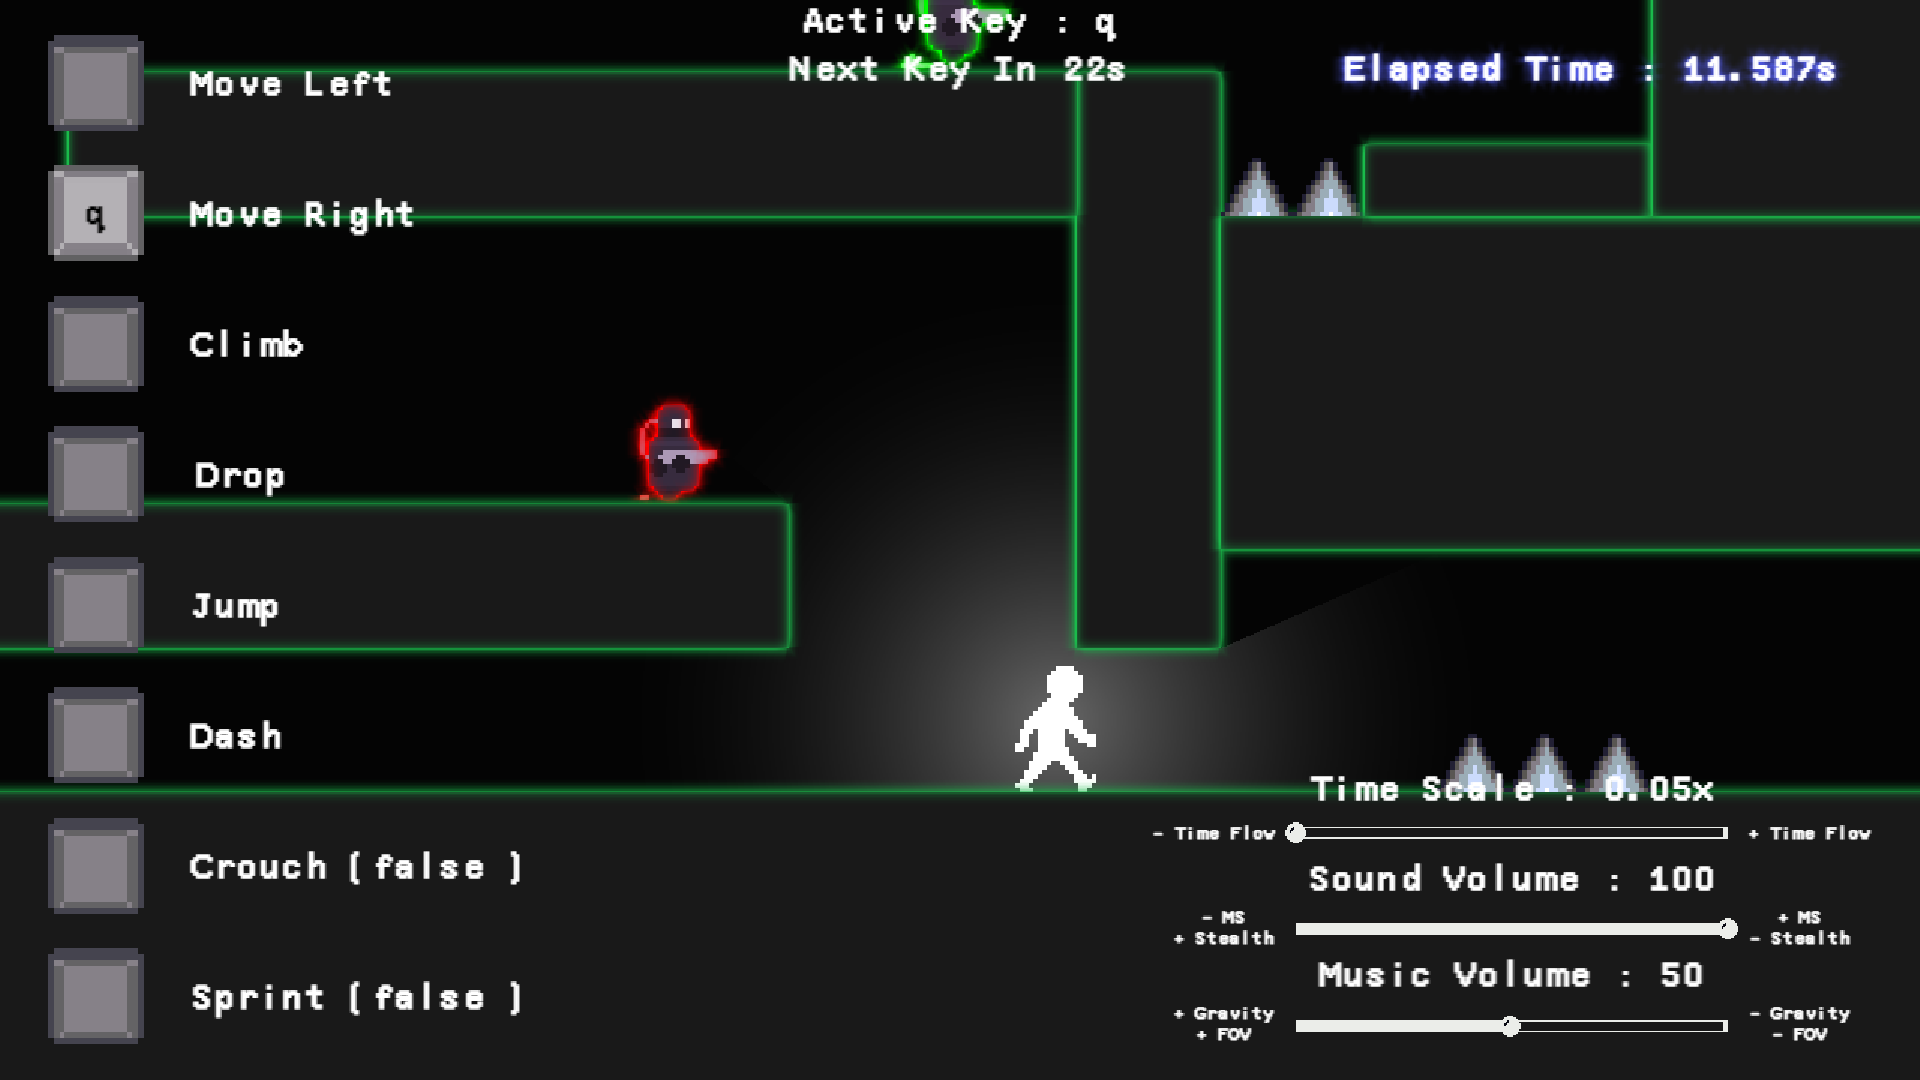 Active Key : q
Next Key In 22s
Elapsed Time : 11.587s
Move Left
q
Move Right
Climb
Drop
Jump
Dash
Crouch ( false )
Sprint ( false )
Time Scale : 0.05x
- Time Flow
+ Time Flow
Sound Volume : 100
- MS
+ Stealth
+ MS
- Stealth
Music Volume : 50
+ Gravity
+ FOV
- Gravity
- FOV